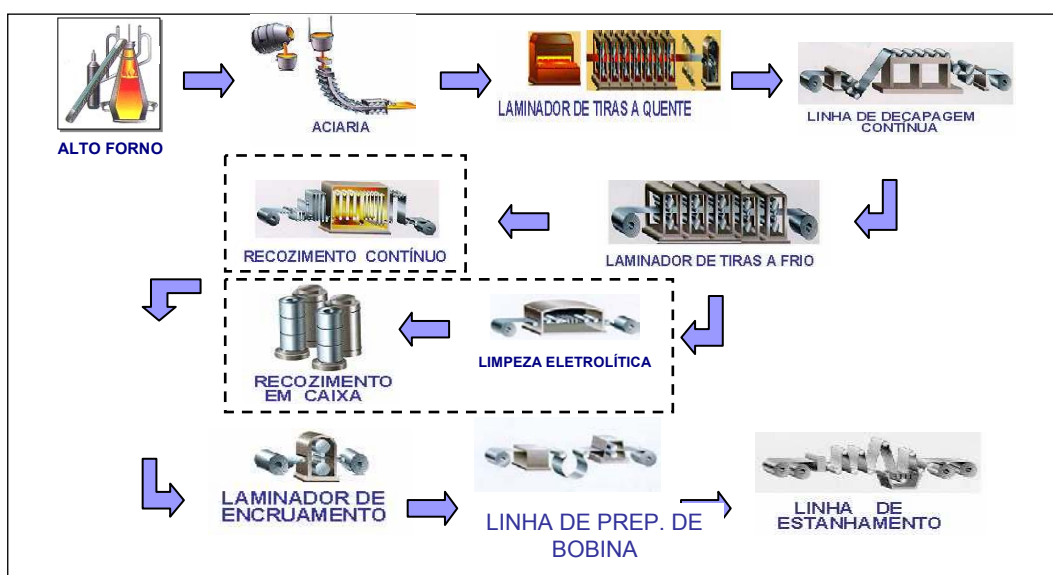 ALTO FORNO
ACIARIA
LAMINADOR DE TIRAS A QUENTE
LINHA DE DECAPAGEM
CONTÍNUA
RECOZIMENTO CONTÍNUO
LAMINADOR DE TIRAS A FRIO
RECOZIMENTO
EM CAIXA
LIMPEZA ELETROLÍTICA
LAMINADOR DE
ENCRUAMENTO
LINHA DE PREP. DE
BOBINA
LINHA DE
ESTANHAMENTO